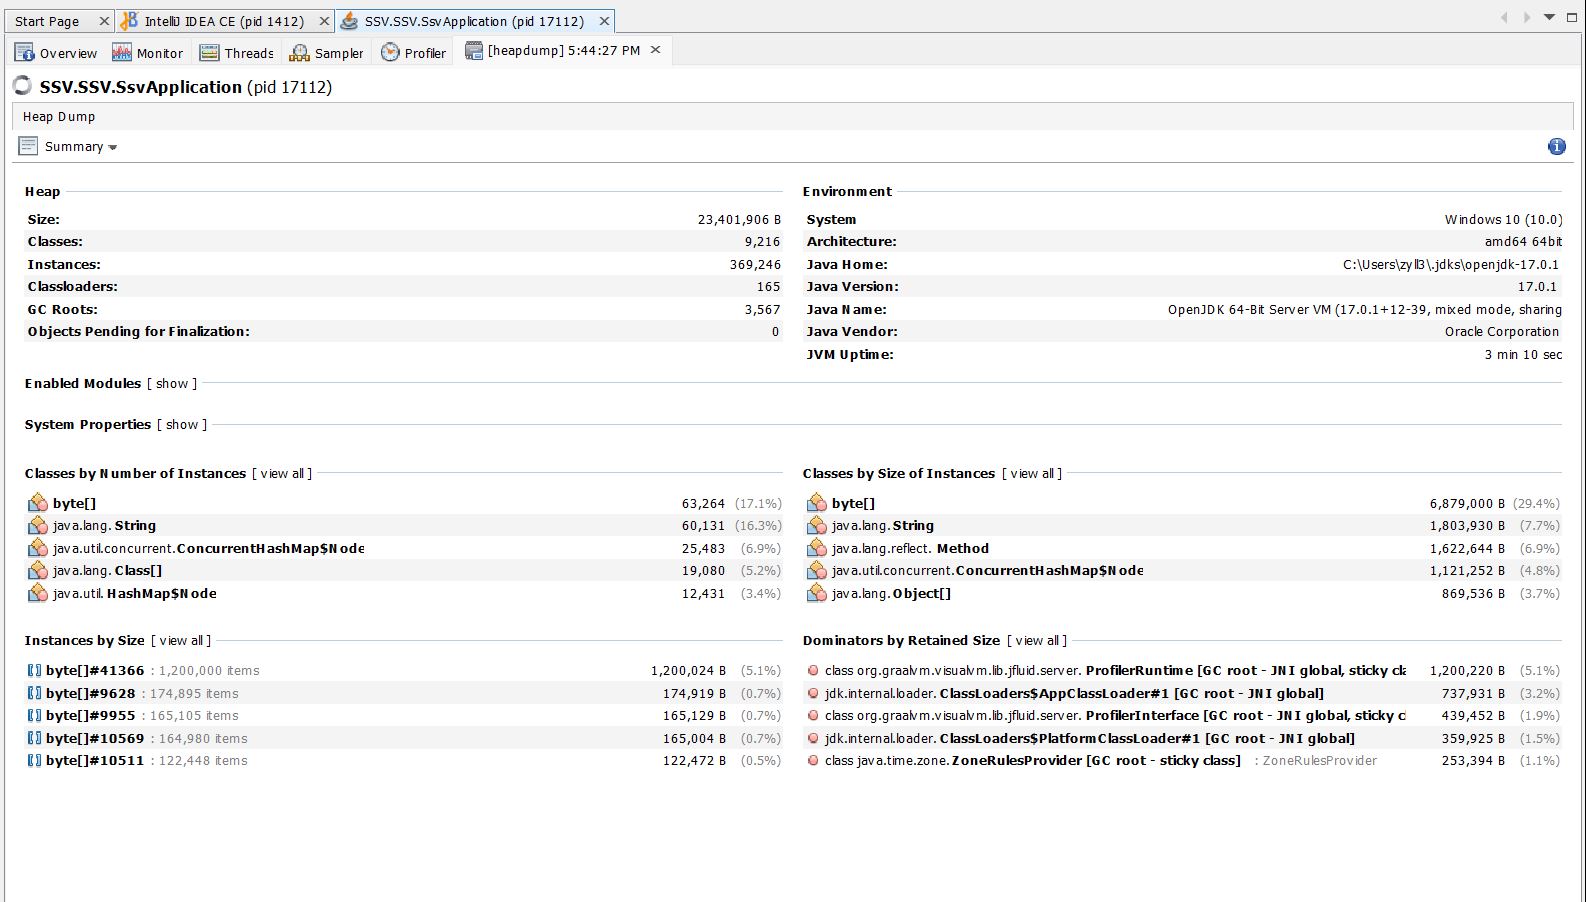 Start Page IntelliJ IDEA CE (pid 1412) SSV.SSV.SsvApplication (pid 17112)
Overview Monitor Threads Sampler Profiler [heapdump] 5:44:27 PM
SSV.SSV.SsvApplication (pid 17112)
Heap Dump
Summary
Heap
Size: 23,401,906 B
Classes: 9,216
Instances: 369,246
Classloaders: 165
GC Roots: 3,567
Objects Pending for Finalization: 0
Environment
System Windows 10 (10.0)
Architecture: amd64 64bit
Java Home: C:\Users\zyll3\.jdks\openjdk-17.0.1
Java Version: 17.0.1
Java Name: OpenJDK 64-Bit Server VM (17.0.1+12-39, mixed mode, sharing
Java Vendor: Oracle Corporation
JVM Uptime: 3 min 10 sec
Enabled Modules [ show ]
System Properties [ show ]
Classes by Number of Instances [ view all ]
byte[] 63,264 (17.1%)
java.lang.String 60,131 (16.3%)
java.util.concurrent.ConcurrentHashMap$Node 25,483 (6.9%)
java.lang.Class[] 19,080 (5.2%)
java.util.HashMap$Node 12,431 (3.4%)
Classes by Size of Instances [ view all ]
byte[] 6,879,000 B (29.4%)
java.lang.String 1,803,930 B (7.7%)
java.lang.reflect.Method 1,622,644 B (6.9%)
java.util.concurrent.ConcurrentHashMap$Node 1,121,252 B (4.8%)
java.lang.Object[] 869,536 B (3.7%)
Instances by Size [ view all ]
byte[]#41366 : 1,200,000 items 1,200,024 B (5.1%)
byte[]#9628 : 174,895 items 174,919 B (0.7%)
byte[]#9955 : 165,105 items 165,129 B (0.7%)
byte[]#10569 : 164,980 items 165,004 B (0.7%)
byte[]#10511 : 122,448 items 122,472 B (0.5%)
Dominators by Retained Size [ view all ]
class org.graalvm.visualvm.lib.jfluid.server.ProfilerRuntime [GC root - JNI global, sticky cla 1,200,220 B (5.1%)
jdk.internal.loader.ClassLoaders$AppClassLoader#1 [GC root - JNI global] 737,931 B (3.2%)
class org.graalvm.visualvm.lib.jfluid.server.ProfilerInterface [GC root - JNI global, sticky cl 439,452 B (1.9%)
jdk.internal.loader.ClassLoaders$PlatformClassLoader#1 [GC root - JNI global] 359,925 B (1.5%)
class java.time.zone.ZoneRulesProvider [GC root - sticky class] : ZoneRulesProvider 253,394 B (1.1%)